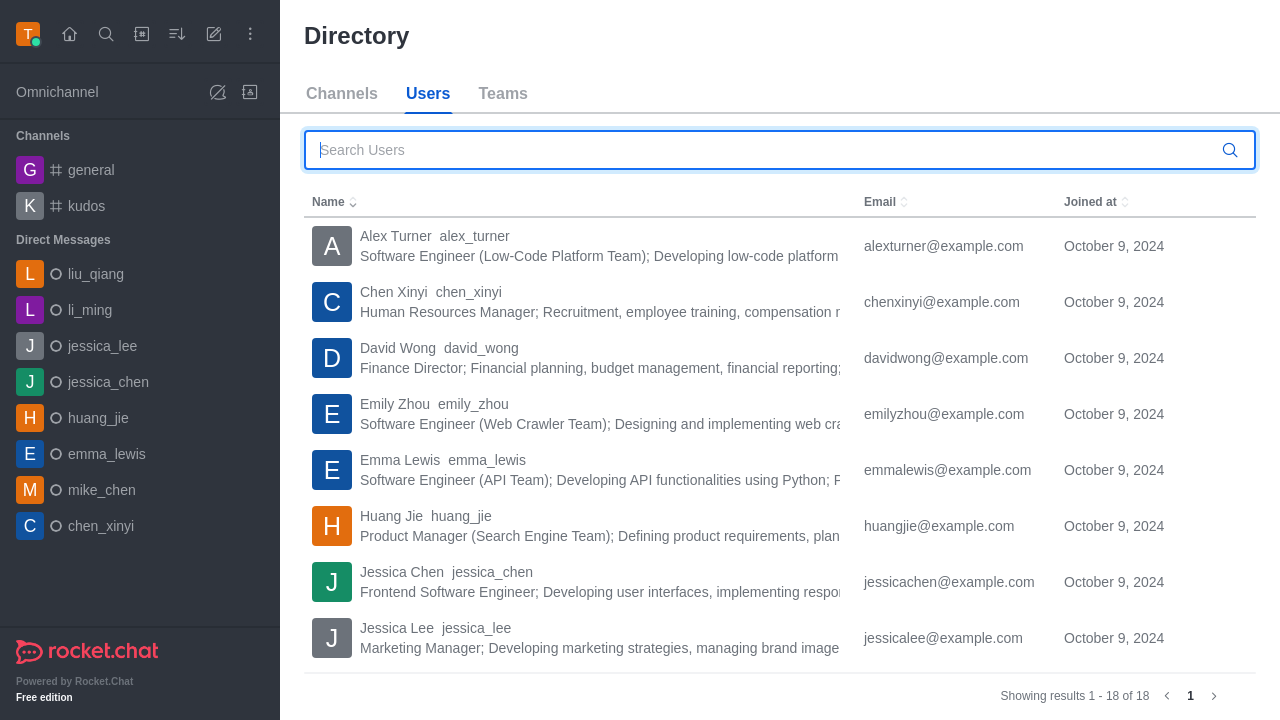 T
Directory
Omnichannel
Channels
G general
K kudos
Direct Messages
L liu_qiang
L li_ming
J jessica_lee
J jessica_chen
H huang_jie
E emma_lewis
M mike_chen
C chen_xinyi
rocket.chat
Powered by Rocket.Chat
Free edition
Channels Users Teams
Search Users
Name Email Joined at
A Alex Turner alex_turner alexturner@example.com October 9, 2024
Software Engineer (Low-Code Platform Team); Developing low-code platform
C Chen Xinyi chen_xinyi chenxinyi@example.com October 9, 2024
Human Resources Manager; Recruitment, employee training, compensation
D David Wong david_wong davidwong@example.com October 9, 2024
Finance Director; Financial planning, budget management, financial reporting;
E Emily Zhou emily_zhou emilyzhou@example.com October 9, 2024
Software Engineer (Web Crawler Team); Designing and implementing web
E Emma Lewis emma_lewis emmalewis@example.com October 9, 2024
Software Engineer (API Team); Developing API functionalities using Python;
H Huang Jie huang_jie huangjie@example.com October 9, 2024
Product Manager (Search Engine Team); Defining product requirements, plan
J Jessica Chen jessica_chen jessicachen@example.com October 9, 2024
Frontend Software Engineer; Developing user interfaces, implementing respo
J Jessica Lee jessica_lee jessicalee@example.com October 9, 2024
Marketing Manager; Developing marketing strategies, managing brand image
Showing results 1 - 18 of 18 1